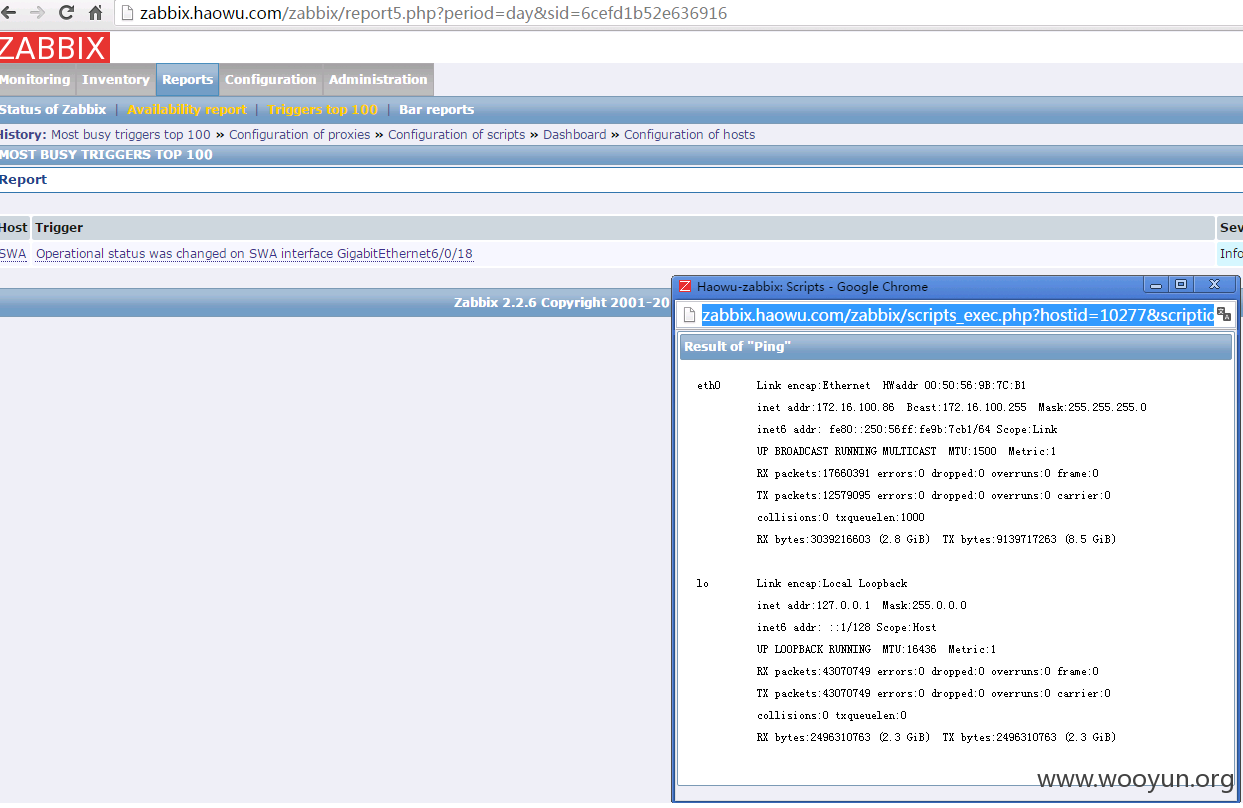 zabbix.haowu.com/zabbix/report5.php?period=day&sid=6cefd1b52e636916
ZABBIX
Monitoring Inventory Reports Configuration Administration
Status of Zabbix | Availability report | Triggers top 100 | Bar reports
History: Most busy triggers top 100 » Configuration of proxies » Configuration of scripts » Dashboard » Configuration of hosts
MOST BUSY TRIGGERS TOP 100
Report
Host Trigger Sev
SWA Operational status was changed on SWA interface GigabitEthernet6/0/18 Info
Zabbix 2.2.6 Copyright 2001-20
Haowu-zabbix: Scripts - Google Chrome
zabbix.haowu.com/zabbix/scripts_exec.php?hostid=10277&scriptid
Result of "Ping"
eth0 Link encap:Ethernet HWaddr 00:50:56:9B:7C:B1
inet addr:172.16.100.86 Bcast:172.16.100.255 Mask:255.255.255.0
inet6 addr: fe80::250:56ff:fe9b:7cb1/64 Scope:Link
UP BROADCAST RUNNING MULTICAST MTU:1500 Metric:1
RX packets:17660391 errors:0 dropped:0 overruns:0 frame:0
TX packets:12579095 errors:0 dropped:0 overruns:0 carrier:0
collisions:0 txqueuelen:1000
RX bytes:3039216603 (2.8 GiB) TX bytes:9139717263 (8.5 GiB)
lo Link encap:Local Loopback
inet addr:127.0.0.1 Mask:255.0.0.0
inet6 addr: ::1/128 Scope:Host
UP LOOPBACK RUNNING MTU:16436 Metric:1
RX packets:43070749 errors:0 dropped:0 overruns:0 frame:0
TX packets:43070749 errors:0 dropped:0 overruns:0 carrier:0
collisions:0 txqueuelen:0
RX bytes:2496310763 (2.3 GiB) TX bytes:2496310763 (2.3 GiB)
www.wooyun.org